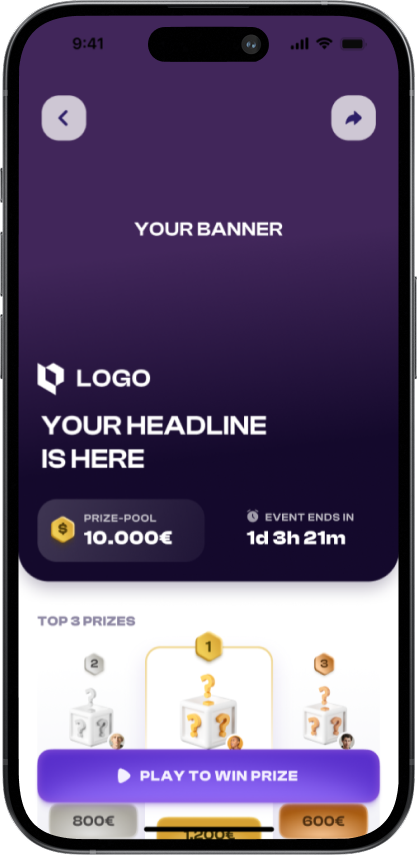 9:41
YOUR BANNER
LOGO
YOUR HEADLINE
IS HERE
$
PRIZE-POOL
10.000€
EVENT ENDS IN
1d 3h 21m
TOP 3 PRIZES
2
1
3
? ? ?
? ? ?
? ? ?
PLAY TO WIN PRIZE
800€
1.200€
600€